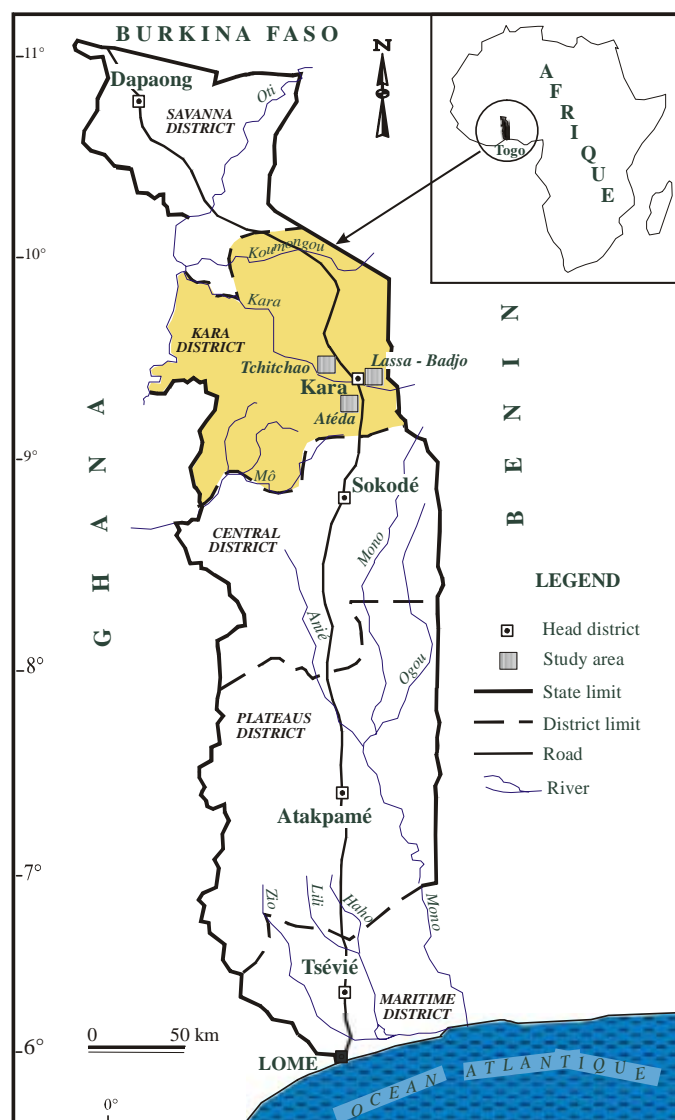 BURKINA FASO
11°
Dapaong
SAVANNA
DISTRICT
Oti
N
AFRIQUE
Togo
10°
Koumongou
Kara
KARA
DISTRICT
Tchitchao
Lassa - Badjo
Kara
Atéda
GHANA
BENIN
9°
Mô
Sokodé
CENTRAL
DISTRICT
Mono
Anié
Ogou
8°
PLATEAUS
DISTRICT
LEGEND
Head district
Study area
State limit
District limit
Road
River
Atakpamé
7°
Zio
Lili
Haho
Mono
Tsévié
MARITIME
DISTRICT
0 50 km
6°
LOME
OCEAN ATLANTIQUE
0°